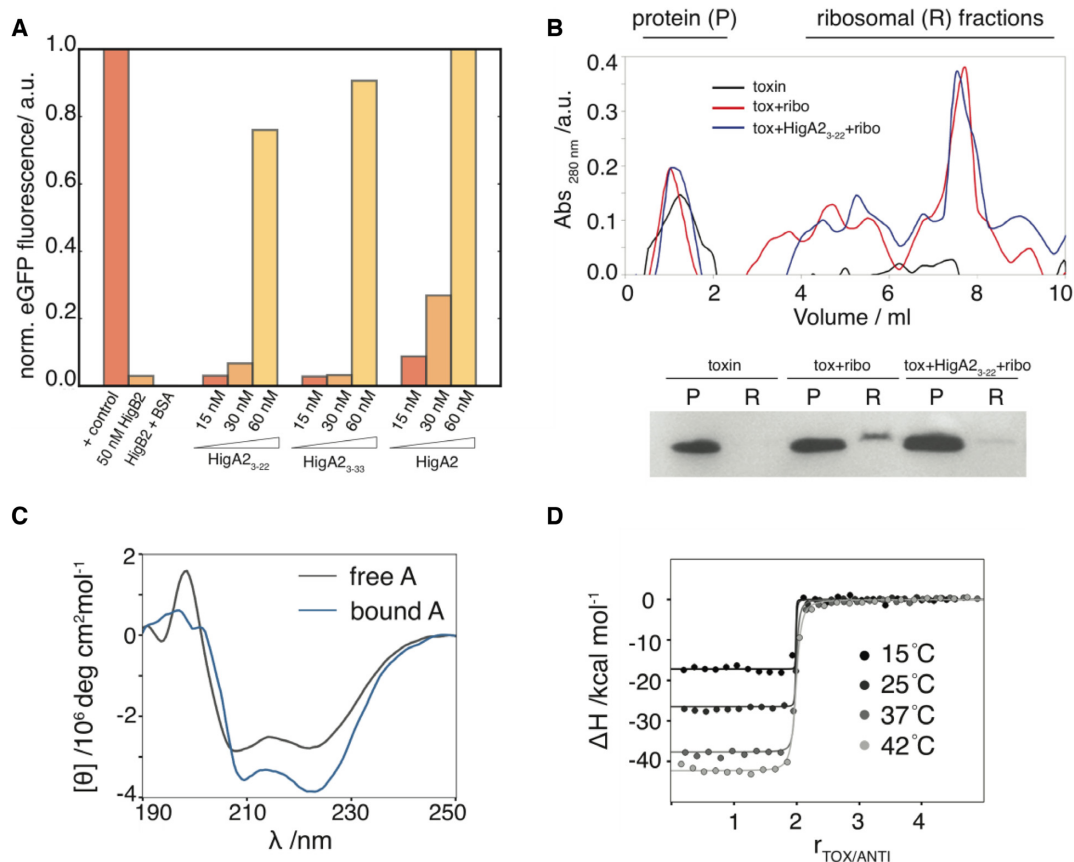 A
norm. eGFP fluorescence/ a.u.
1.0
0.8
0.6
0.4
0.2
0.0
+ control
50 nM HigB2
HigB2 + BSA
15 nM
30 nM
60 nM
15 nM
30 nM
60 nM
15 nM
30 nM
60 nM
HigA2₃₋₂₂
HigA2₃₋₃₃
HigA2
B
protein (P)
ribosomal (R) fractions
Abs ₂₈₀ ₙₘ /a.u.
0.4
0.3
0.2
0.1
0.0
toxin
tox+ribo
tox+HigA2₃₋₂₂+ribo
0 2 4 6 8 10
Volume / ml
toxin tox+ribo tox+HigA2₃₋₂₂+ribo
P R P R P R
C
[θ] /10⁶ deg cm²mol⁻¹
2
0
-2
-4
free A
bound A
190 210 230 250
λ /nm
D
ΔH /kcal mol⁻¹
0
-10
-20
-30
-40
15°C
25°C
37°C
42°C
1 2 3 4
r_TOX/ANTI